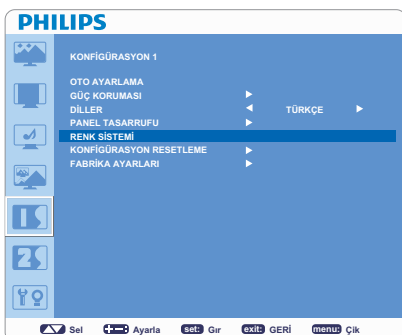 PHILIPS
KONFİGÜRASYON 1
OTO AYARLAMA
GÜÇ KORUMASI
DİLLER TÜRKÇE
PANEL TASARRUFU
RENK SİSTEMİ
KONFİGÜRASYON RESETLEME
FABRİKA AYARLARI
Sel Ayarla set: Gır exit: GERİ menu: Çik